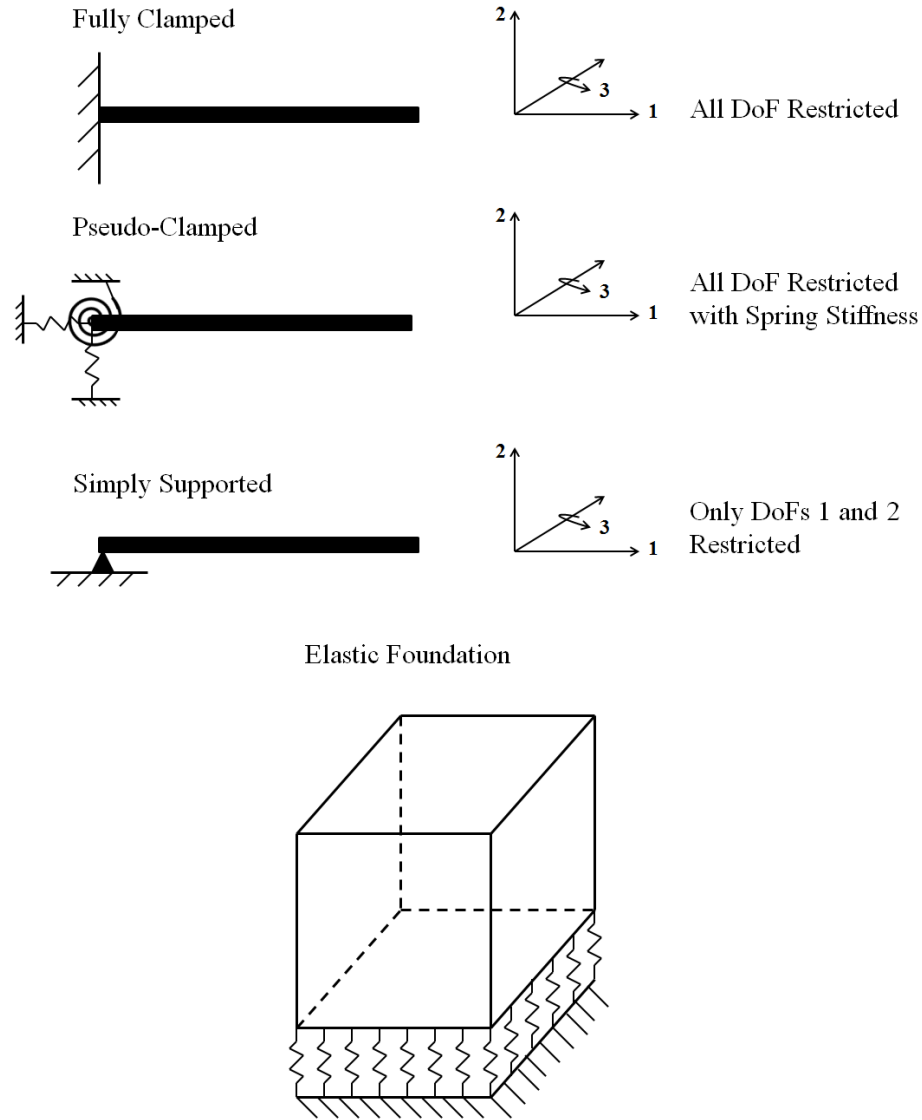 Fully Clamped
2
3
1
All DoF Restricted
Pseudo-Clamped
2
3
1
All DoF Restricted
with Spring Stiffness
Simply Supported
2
3
1
Only DoFs 1 and 2
Restricted
Elastic Foundation